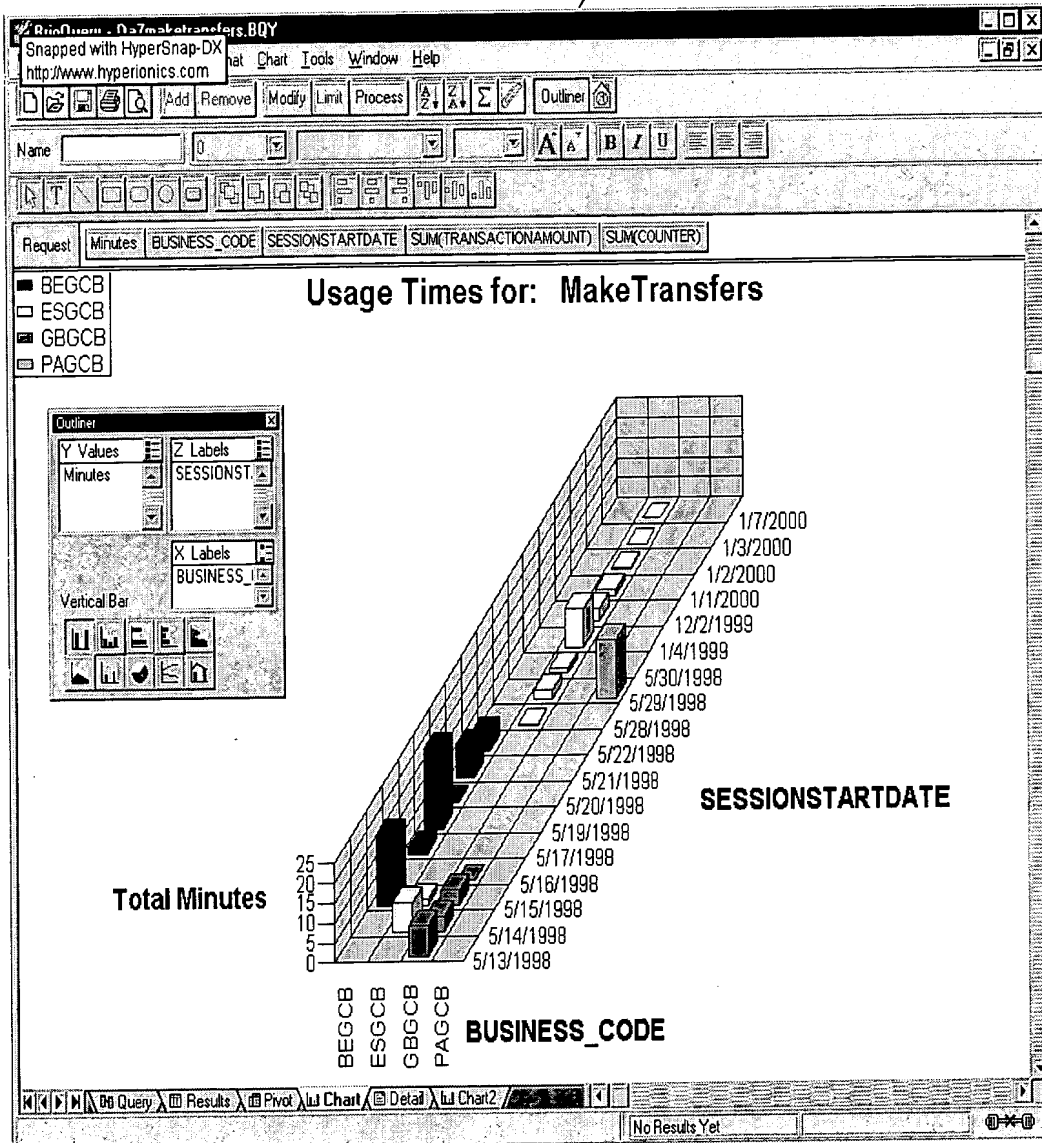 BrioQuery - Da7maketransfers.BQY
Snapped with HyperSnap-DX
http://www.hyperionics.com
Chart Tools Window Help
Add Remove Modify Limit Process Outliner
Name 0 A A B I U
Request Minutes BUSINESS_CODE SESSIONSTARTDATE SUM(TRANSACTIONAMOUNT) SUM(COUNTER)
BEGCB
ESGCB
GBGCB
PAGCB
Usage Times for: MakeTransfers
Outliner
Y Values Z Labels
Minutes SESSIONST
X Labels
BUSINESS_
Vertical Bar
1/7/2000
1/3/2000
1/2/2000
1/1/2000
12/2/1999
1/4/1999
5/30/1998
5/29/1998
5/28/1998
5/22/1998
5/21/1998
5/20/1998
5/19/1998
5/17/1998
5/16/1998
5/15/1998
5/14/1998
5/13/1998
SESSIONSTARTDATE
Total Minutes
25
20
15
10
5
0
BEGCB
ESGCB
GBGCB
PAGCB
BUSINESS_CODE
Query Results Pivot Chart Detail Chart2
No Results Yet